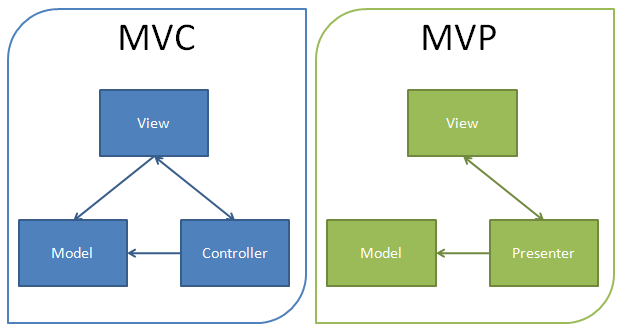 MVC
View
Model
Controller
MVP
View
Model
Presenter